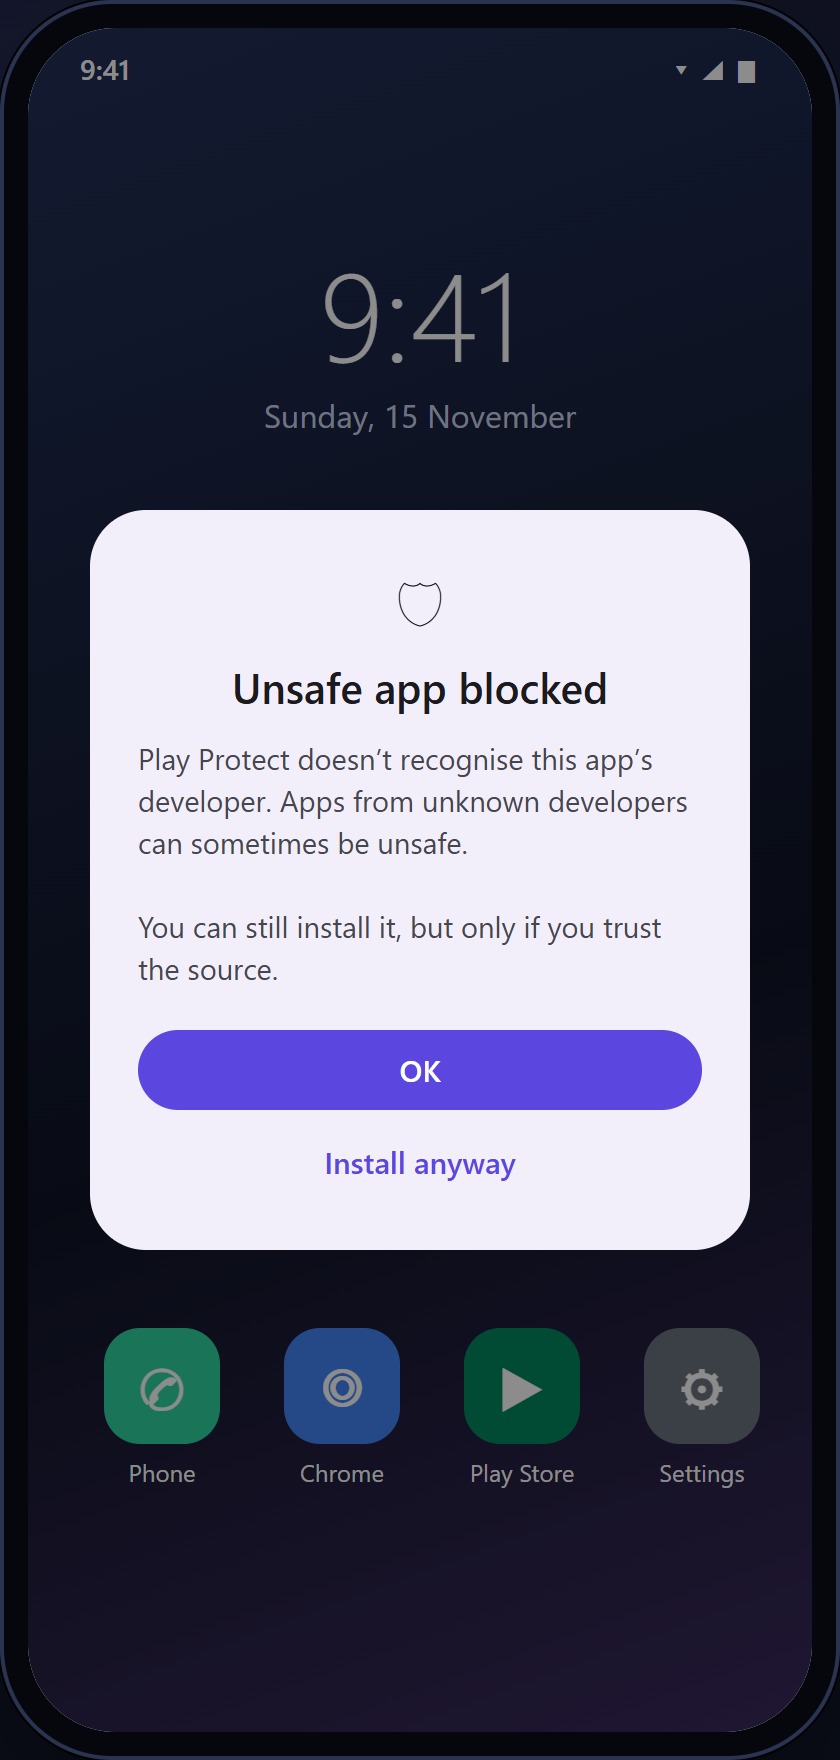 9:41
9:41
Sunday, 15 November
Unsafe app blocked
Play Protect doesn’t recognise this app’s
developer. Apps from unknown developers
can sometimes be unsafe.
You can still install it, but only if you trust
the source.
OK
Install anyway
Phone
Chrome
Play Store
Settings